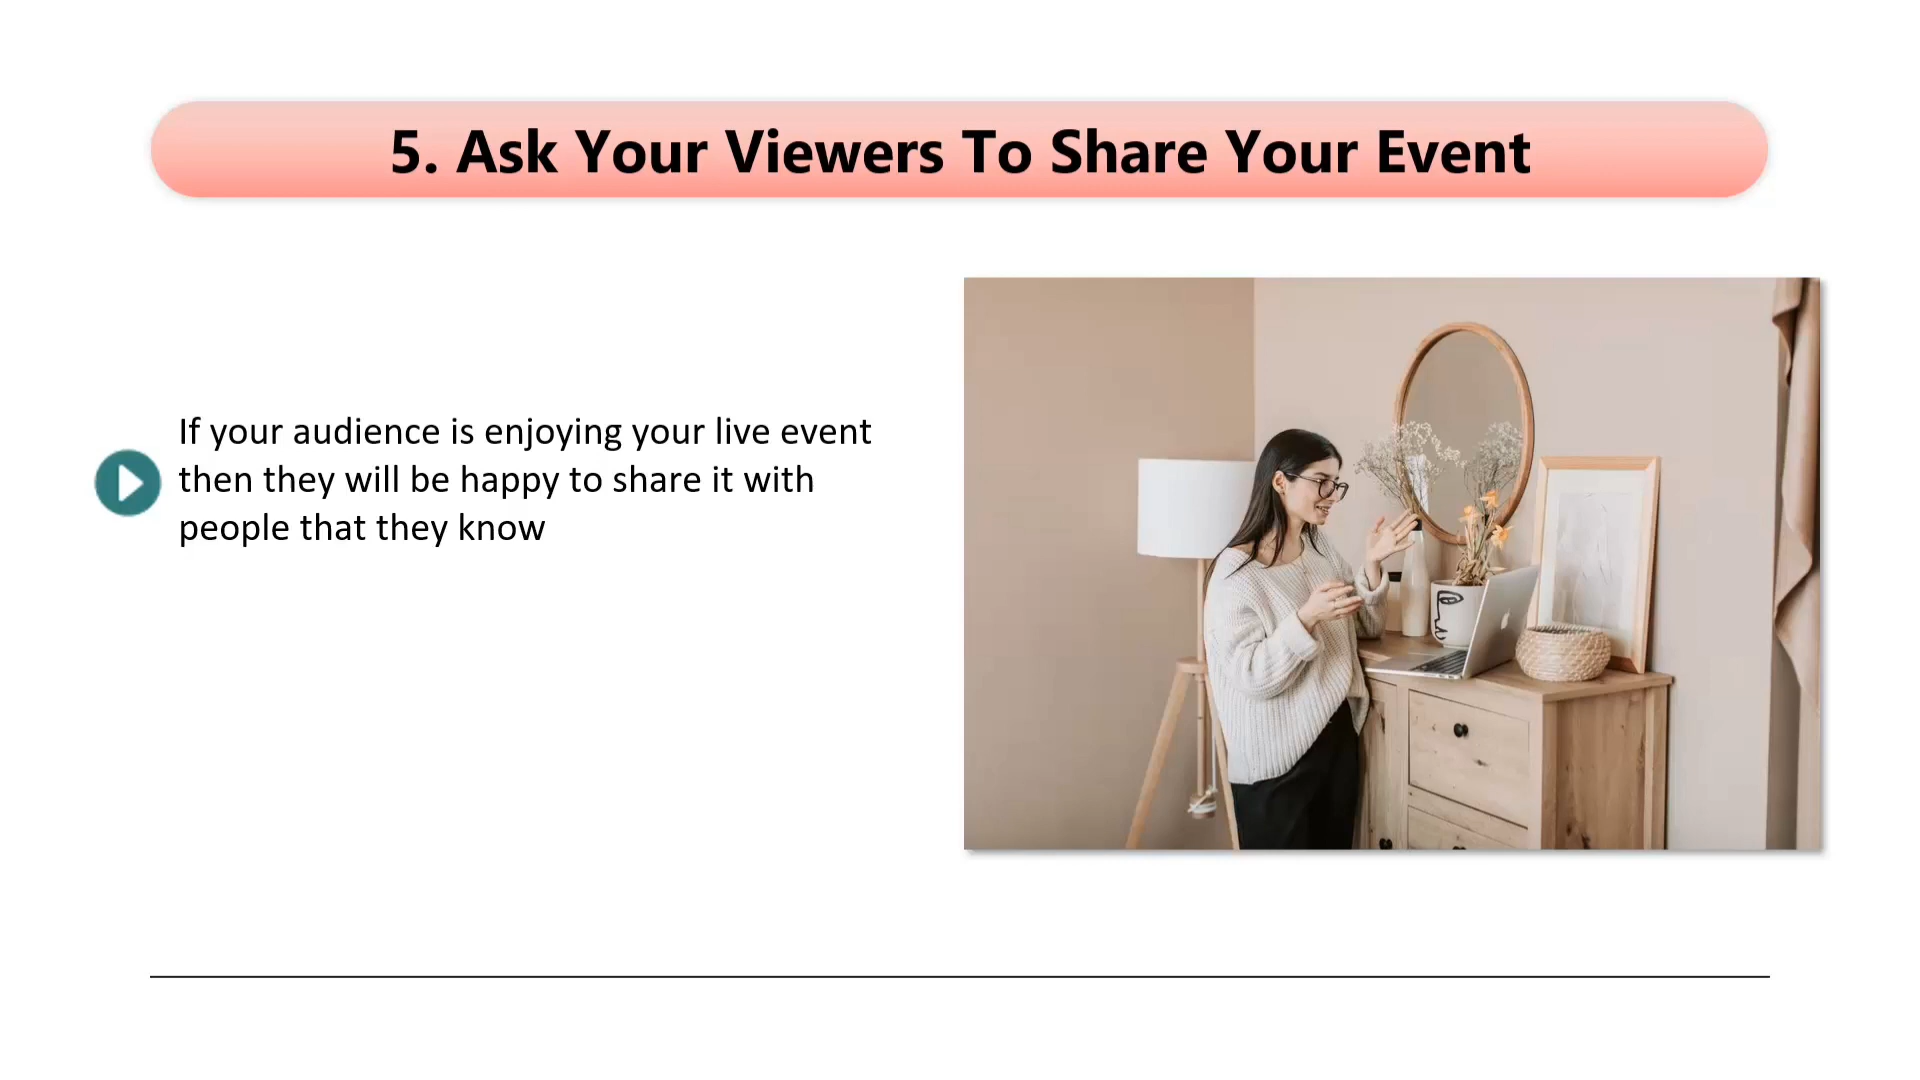 5. Ask Your Viewers To Share Your Event
If your audience is enjoying your live event
then they will be happy to share it with
people that they know